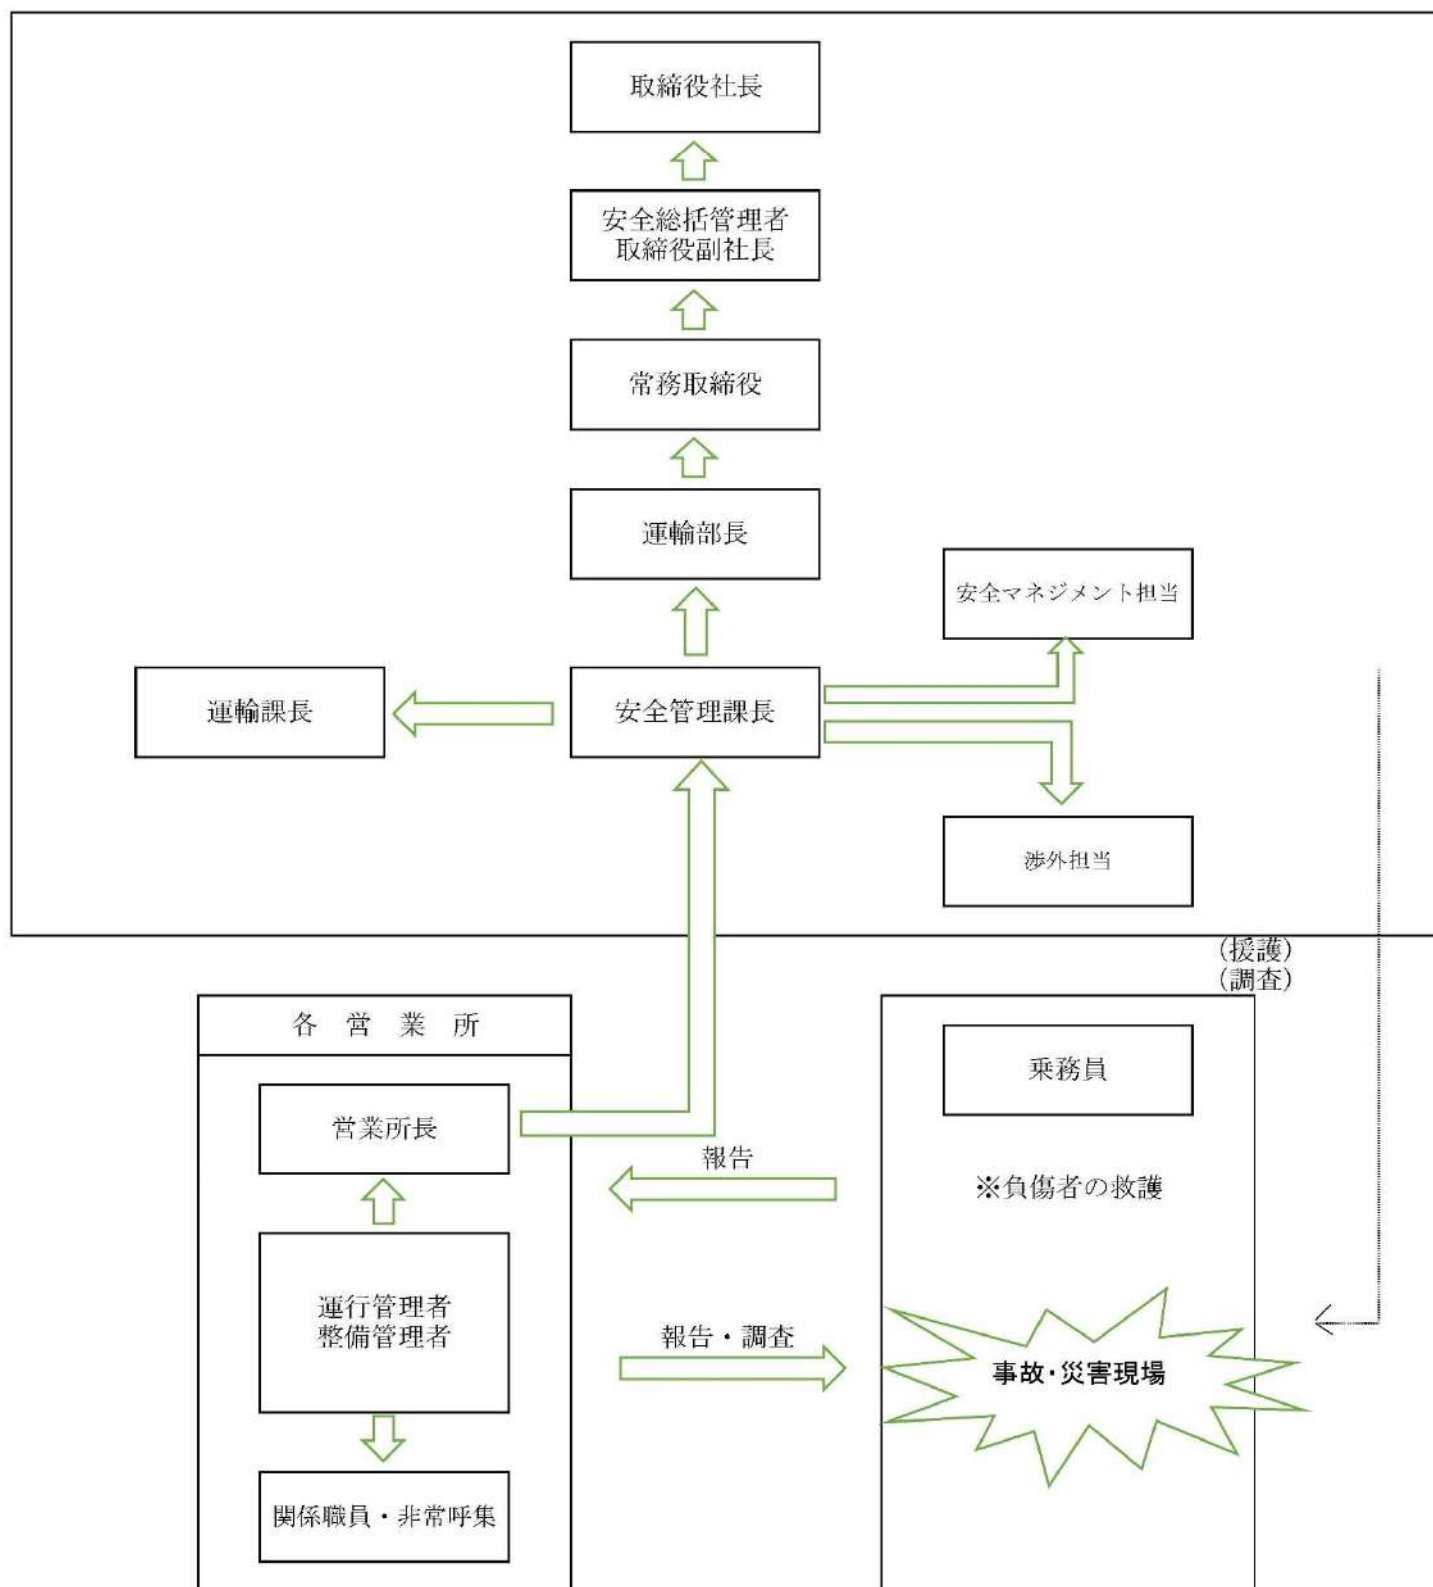 取締役社長
安全総括管理者
取締役副社長
常務取締役
運輸部長
安全マネジメント担当
運輸課長
安全管理課長
渉外担当
(援護)
(調査)
各 営 業 所
営業所長
運行管理者
整備管理者
関係職員・非常呼集
報告
報告・調査
乗務員
※負傷者の救護
事故・災害現場